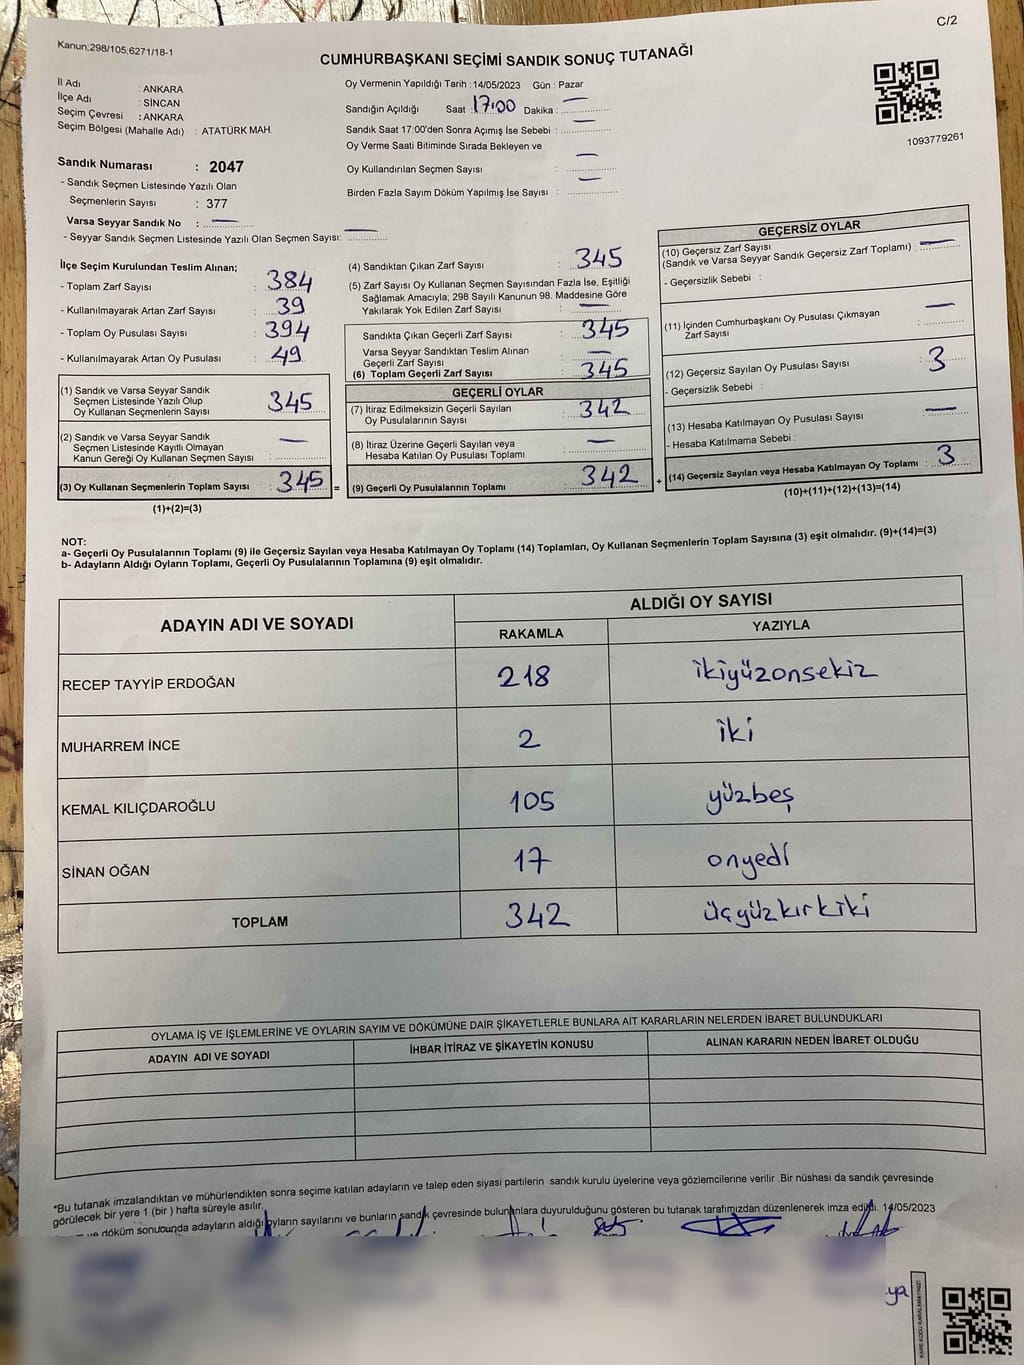 C/2
Kanun;298/105;6271/18-1
CUMHURBAŞKANI SEÇİMİ SANDIK SONUÇ TUTANAĞI
İl Adı : ANKARA
İlçe Adı : SİNCAN
Seçim Çevresi : ANKARA
Seçim Bölgesi (Mahalle Adı) : ATATÜRK MAH.
Sandık Numarası : 2047
- Sandık Seçmen Listesinde Yazılı Olan
Seçmenlerin Sayısı : 377
Varsa Seyyar Sandık No : —
- Seyyar Sandık Seçmen Listesinde Yazılı Olan Seçmen Sayısı: —
Oy Vermenin Yapıldığı Tarih : 14/05/2023 Gün : Pazar
Sandığın Açıldığı Saat : 17:00 Dakika : —
Sandık Saat 17:00'den Sonra Açımış İse Sebebi : —
Oy Verme Saati Bitiminde Sırada Bekleyen ve
Oy Kullandırılan Seçmen Sayısı : —
Birden Fazla Sayım Döküm Yapılmış İse Sayısı : —
1093779261
İlçe Seçim Kurulundan Teslim Alınan;
- Toplam Zarf Sayısı : 384
- Kullanılmayarak Artan Zarf Sayısı : 39
- Toplam Oy Pusulası Sayısı : 394
- Kullanılmayarak Artan Oy Pusulası : 49
(1) Sandık ve Varsa Seyyar Sandık
Seçmen Listesinde Yazılı Olup
Oy Kullanan Seçmenlerin Sayısı : 345
(2) Sandık ve Varsa Seyyar Sandık
Seçmen Listesinde Kayıtlı Olmayan
Kanun Gereği Oy Kullanan Seçmen Sayısı : —
(3) Oy Kullanan Seçmenlerin Toplam Sayısı : 345 =
(1)+(2)=(3)
(4) Sandıktan Çıkan Zarf Sayısı : 345
(5) Zarf Sayısı Oy Kullanan Seçmen Sayısından Fazla İse, Eşitliği
Sağlamak Amacıyla; 298 Sayılı Kanunun 98. Maddesine Göre
Yakılarak Yok Edilen Zarf Sayısı : —
Sandıkta Çıkan Geçerli Zarf Sayısı : 345
Varsa Seyyar Sandıktan Teslim Alınan
Geçerli Zarf Sayısı : —
(6) Toplam Geçerli Zarf Sayısı : 345
GEÇERLİ OYLAR
(7) İtiraz Edilmeksizin Geçerli Sayılan
Oy Pusulalarının Sayısı : 342
(8) İtiraz Üzerine Geçerli Sayılan veya
Hesaba Katılan Oy Pusulası Toplamı : —
(9) Geçerli Oy Pusulalarının Toplamı : 342 +
GEÇERSİZ OYLAR
(10) Geçersiz Zarf Sayısı
(Sandık ve Varsa Seyyar Sandık Geçersiz Zarf Toplamı) : —
- Geçersizlik Sebebi :
(11) İçinden Cumhurbaşkanı Oy Pusulası Çıkmayan
Zarf Sayısı : —
(12) Geçersiz Sayılan Oy Pusulası Sayısı : 3
- Geçersizlik Sebebi :
(13) Hesaba Katılmayan Oy Pusulası Sayısı : —
- Hesaba Katılmama Sebebi :
(14) Geçersiz Sayılan veya Hesaba Katılmayan Oy Toplamı : 3
(10)+(11)+(12)+(13)=(14)
NOT:
a- Geçerli Oy Pusulalarının Toplamı (9) ile Geçersiz Sayılan veya Hesaba Katılmayan Oy Toplamı (14) Toplamları, Oy Kullanan Seçmenlerin Toplam Sayısına (3) eşit olmalıdır. (9)+(14)=(3)
b- Adayların Aldığı Oyların Toplamı, Geçerli Oy Pusulalarının Toplamına (9) eşit olmalıdır.
ADAYIN ADI VE SOYADI
ALDIĞI OY SAYISI
RAKAMLA YAZIYLA
RECEP TAYYİP ERDOĞAN 218 ikiyüzonsekiz
MUHARREM İNCE 2 iki
KEMAL KILIÇDAROĞLU 105 yüzbeş
SİNAN OĞAN 17 onyedi
TOPLAM 342 üçyüzkırkiki
OYLAMA İŞ VE İŞLEMLERİNE VE OYLARIN SAYIM VE DÖKÜMÜNE DAİR ŞİKAYETLERLE BUNLARA AİT KARARLARIN NELERDEN İBARET BULUNDUKLARI
ADAYIN ADI VE SOYADI İHBAR İTİRAZ VE ŞİKAYETİN KONUSU ALINAN KARARIN NEDEN İBARET OLDUĞU
*Bu tutanak imzalandıktan ve mühürlendikten sonra seçime katılan adayların ve talep eden siyasi partilerin sandık kurulu üyelerine veya gözlemcilerine verilir .Bir nüshası da sandık çevresinde
görülecek bir yere 1 (bir ) hafta süreyle asılır.
ve döküm sonucunda adayların aldığı oyların sayılarını ve bunların sandık çevresinde bulunanlara duyurulduğunu gösteren bu tutanak tarafımızdan düzenlenerek imza edildi. 14/05/2023
ya